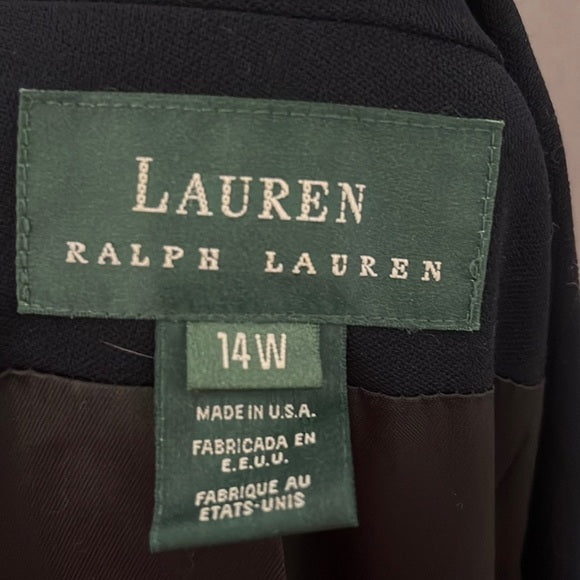 LAUREN
RALPH LAUREN
14W
MADE IN U.S.A.
FABRICADA EN
E.E.U.U.
FABRIQUE AU
ETATS-UNIS